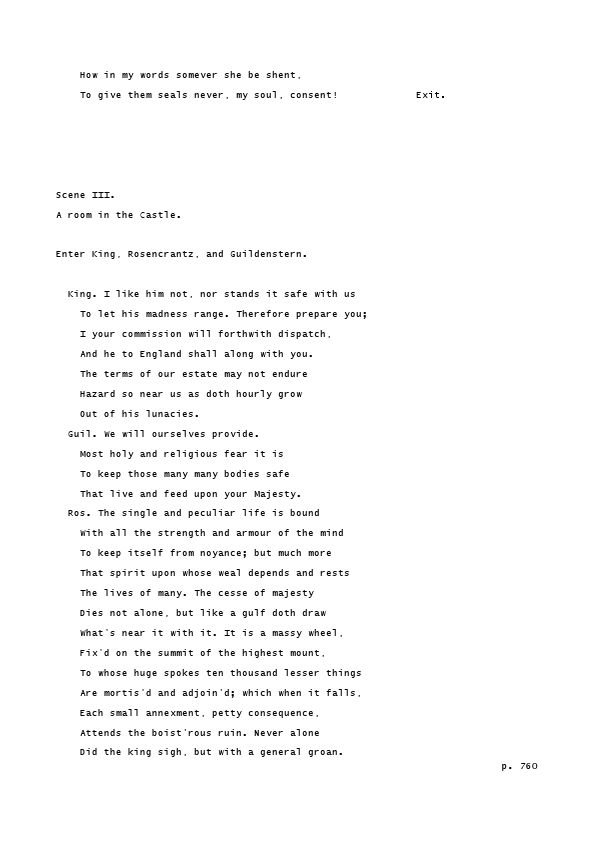 How in my words somever she be shent,
To give them seals never, my soul, consent! Exit.
Scene III.
A room in the Castle.
Enter King, Rosencrantz, and Guildenstern.
King. I like him not, nor stands it safe with us
To let his madness range. Therefore prepare you;
I your commission will forthwith dispatch,
And he to England shall along with you.
The terms of our estate may not endure
Hazard so near us as doth hourly grow
Out of his lunacies.
Guil. We will ourselves provide.
Most holy and religious fear it is
To keep those many many bodies safe
That live and feed upon your Majesty.
Ros. The single and peculiar life is bound
With all the strength and armour of the mind
To keep itself from noyance; but much more
That spirit upon whose weal depends and rests
The lives of many. The cesse of majesty
Dies not alone, but like a gulf doth draw
What's near it with it. It is a massy wheel,
Fix'd on the summit of the highest mount,
To whose huge spokes ten thousand lesser things
Are mortis'd and adjoin'd; which when it falls,
Each small annexment, petty consequence,
Attends the boist'rous ruin. Never alone
Did the king sigh, but with a general groan.
p. 760